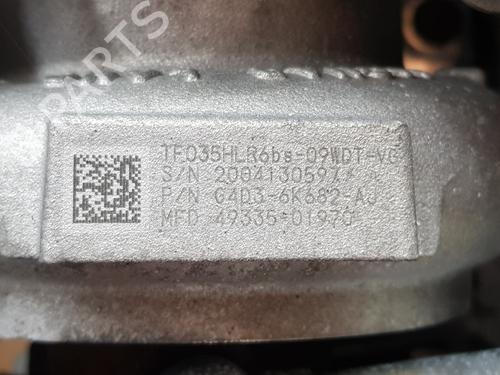 PARTS
TF035HLR6bs-09WDT-VG
S/N 2004130597
P/N G4D3-6K682-AJ
MFD 49335-01970